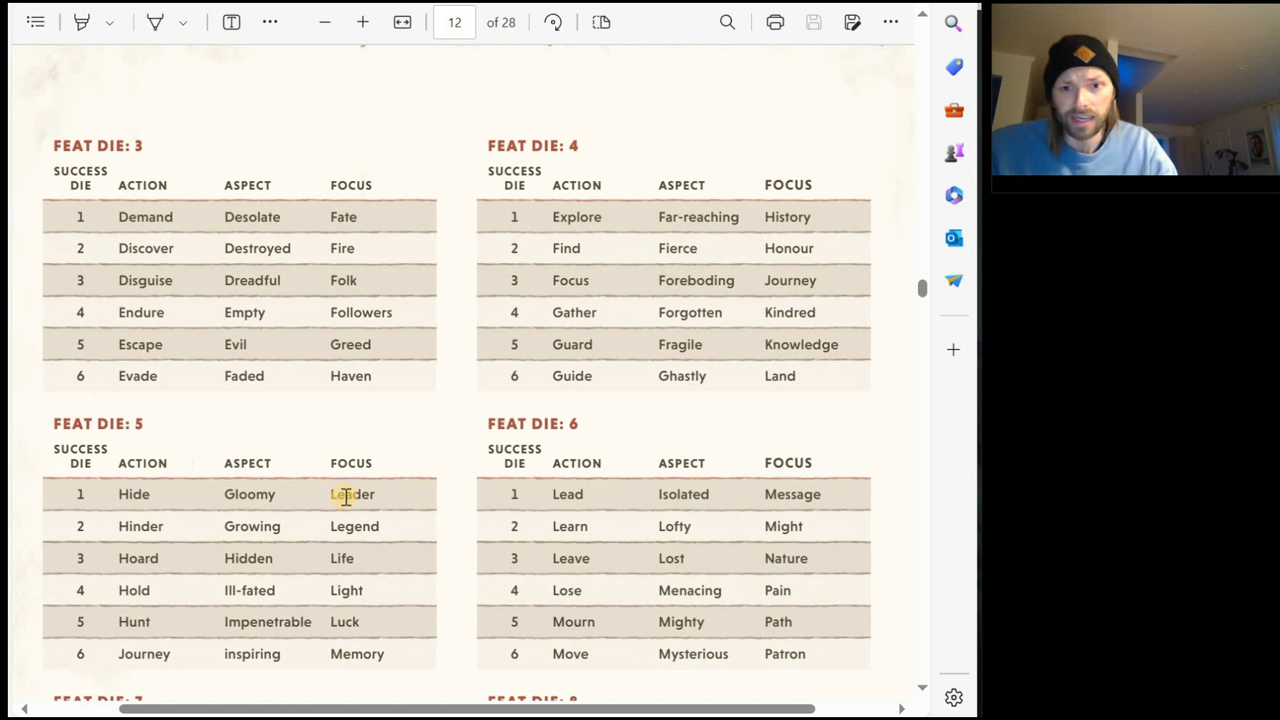 12 of 28
FEAT DIE: 3
SUCCESS DIE ACTION ASPECT FOCUS
1 Demand Desolate Fate
2 Discover Destroyed Fire
3 Disguise Dreadful Folk
4 Endure Empty Followers
5 Escape Evil Greed
6 Evade Faded Haven
FEAT DIE: 4
SUCCESS DIE ACTION ASPECT FOCUS
1 Explore Far-reaching History
2 Find Fierce Honour
3 Focus Foreboding Journey
4 Gather Forgotten Kindred
5 Guard Fragile Knowledge
6 Guide Ghastly Land
FEAT DIE: 5
SUCCESS DIE ACTION ASPECT FOCUS
1 Hide Gloomy Leader
2 Hinder Growing Legend
3 Hoard Hidden Life
4 Hold Ill-fated Light
5 Hunt Impenetrable Luck
6 Journey inspiring Memory
FEAT DIE: 6
SUCCESS DIE ACTION ASPECT FOCUS
1 Lead Isolated Message
2 Learn Lofty Might
3 Leave Lost Nature
4 Lose Menacing Pain
5 Mourn Mighty Path
6 Move Mysterious Patron